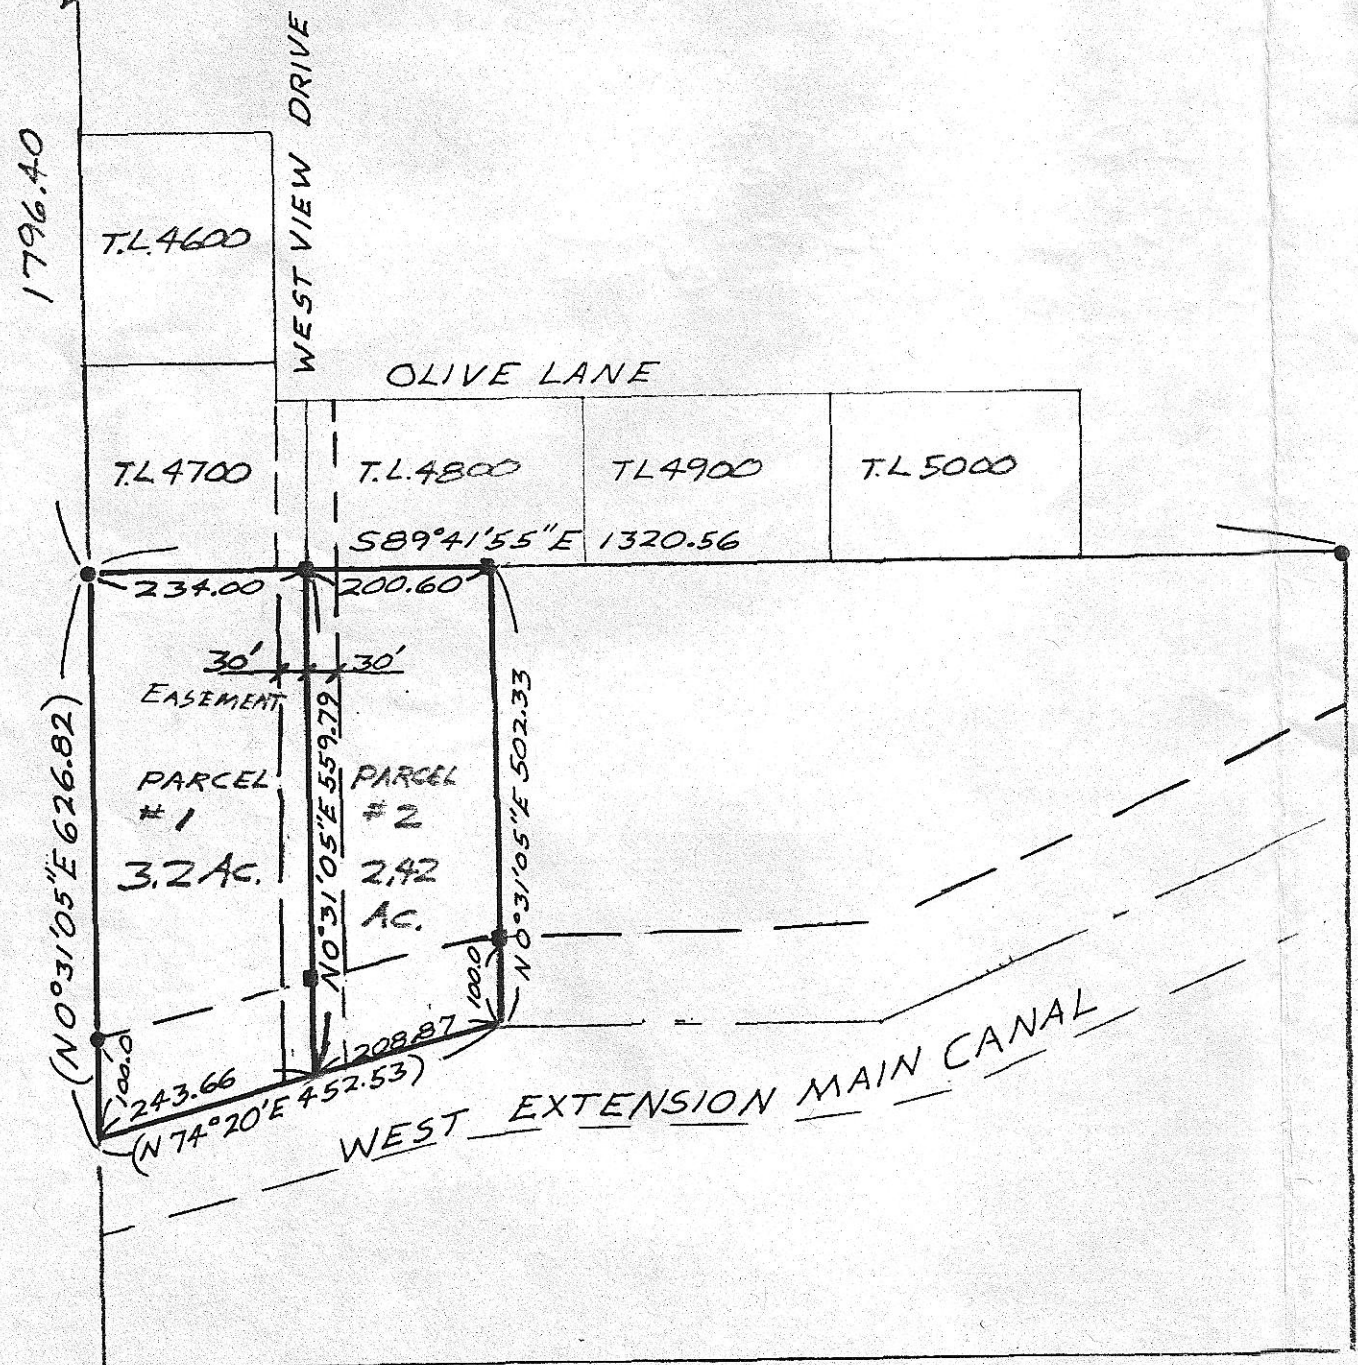 WEST VIEW DRIVE
1796.40
T.L.4600
OLIVE LANE
T.L.4700
T.L.4800
TL4900
T.L.5000
S89°41'55"E 1320.56
234.00
200.60
30'
30'
EASEMENT
(N0°31'05"E 626.82)
N0°31'05"E 559.79
N0°31'05"E 502.33
PARCEL
#1
3.2 AC.
PARCEL
#2
2.42
AC.
100.0
100.0'
243.66
208.87
(N74°20'E 452.53)
WEST EXTENSION MAIN CANAL